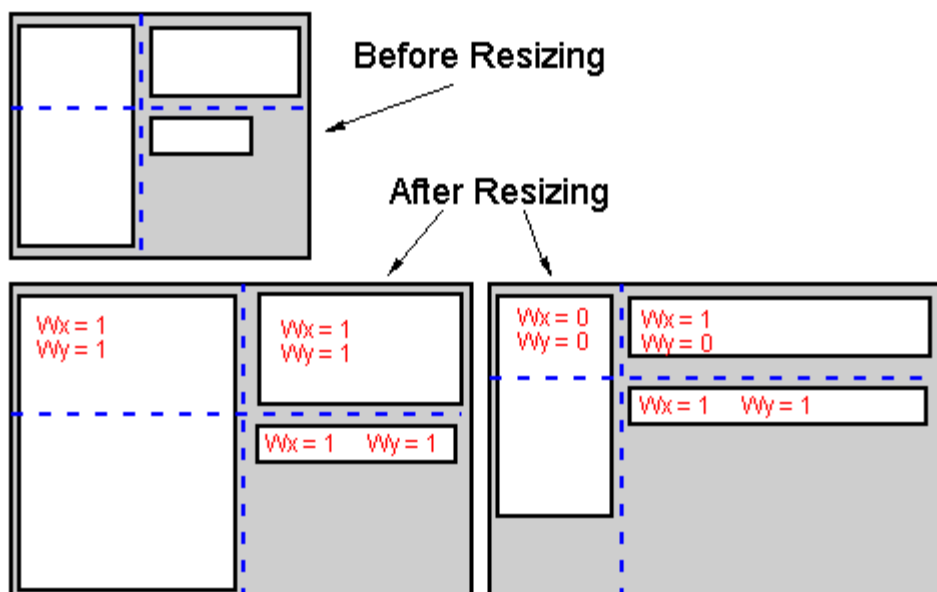 Before Resizing
After Resizing
Wx = 1
Wy = 1
Wx = 1
Wy = 1
Wx = 1 Wy = 1
Wx = 0
Wy = 0
Wx = 1
Wy = 0
Wx = 1 Wy = 1